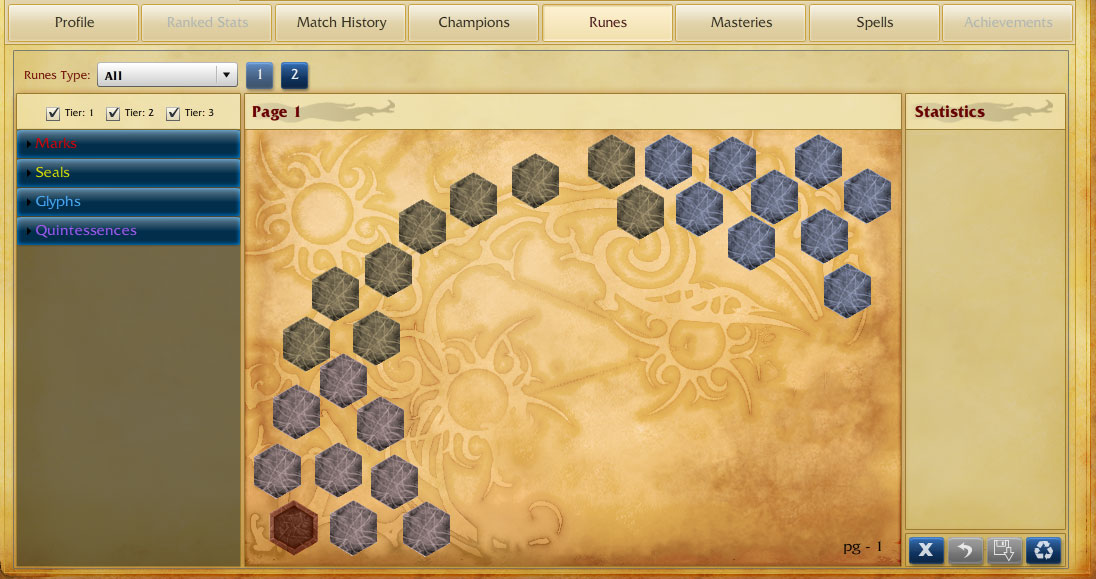 Profile Ranked Stats Match History Champions Runes Masteries Spells Achievements
Runes Type: All 1 2
Tier: 1 Tier: 2 Tier: 3
Page 1
Statistics
Marks
Seals
Glyphs
Quintessences
pg - 1
X